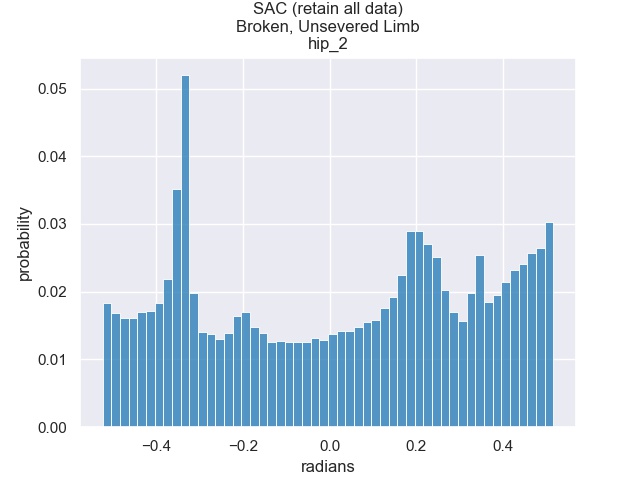 SAC (retain all data)
Broken, Unsevered Limb
hip_2
0.05
0.04
0.03
0.02
0.01
0.00
probability
−0.4
−0.2
0.0
0.2
0.4
radians